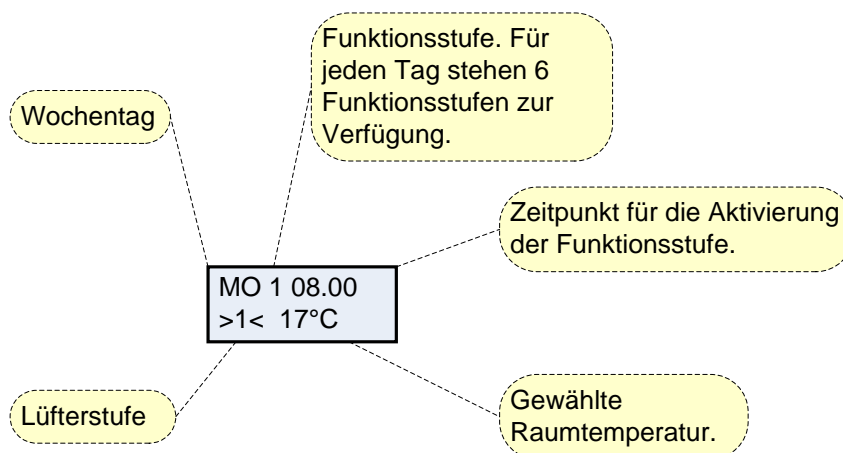 Funktionsstufe. Für
jeden Tag stehen 6
Funktionsstufen zur
Verfügung.
Wochentag
Zeitpunkt für die Aktivierung
der Funktionsstufe.
MO 1 08.00
>1< 17°C
Lüfterstufe
Gewählte
Raumtemperatur.